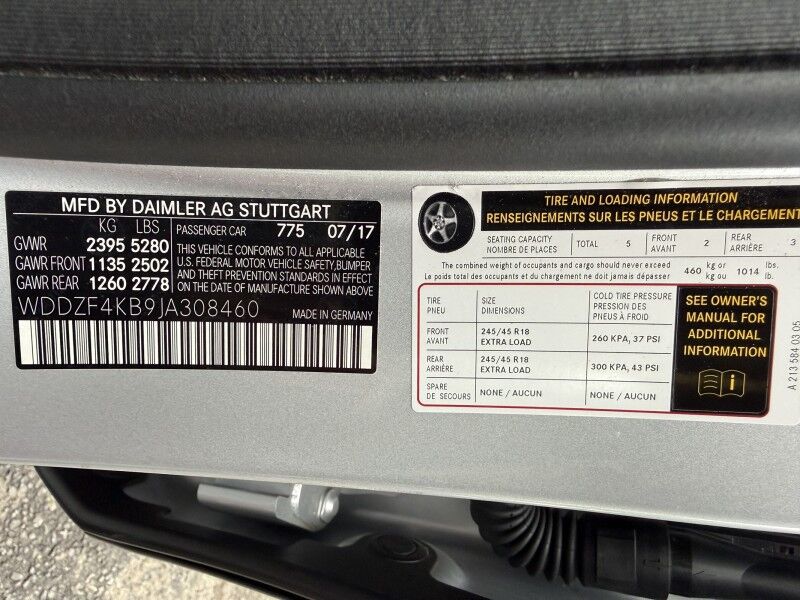 MFD BY DAIMLER AG STUTTGART
KG LBS PASSENGER CAR 775 07/17
GVWR 2395 5280
GAWR FRONT 1135 2502
GAWR REAR 1260 2778
THIS VEHICLE CONFORMS TO ALL APPLICABLE
U.S. FEDERAL MOTOR VEHICLE SAFETY,BUMPER
AND THEFT PREVENTION STANDARDS IN EFFECT
ON THE DATE OF MANUFACTURE SHOWN ABOVE
WDDZF4KB9JA308460 MADE IN GERMANY
TIRE AND LOADING INFORMATION
RENSEIGNEMENTS SUR LES PNEUS ET LE CHARGEMENT
SEATING CAPACITY
NOMBRE DE PLACES
TOTAL 5
FRONT
AVANT
2
REAR
ARRIÈRE
3
The combined weight of occupants and cargo should never exceed
Le poids total des occupants et du chargement ne doit jamais dépasser
460 kg or
kg ou
1014 lbs.
lb.
TIRE
PNEU
SIZE
DIMENSIONS
COLD TIRE PRESSURE
PRESSION DES
PNEUS À FROID
FRONT
AVANT
245/45 R18
EXTRA LOAD
260 KPA, 37 PSI
REAR
ARRIÈRE
245/45 R18
EXTRA LOAD
300 KPA, 43 PSI
SPARE
DE SECOURS
NONE / AUCUN
NONE / AUCUN
SEE OWNER'S
MANUAL FOR
ADDITIONAL
INFORMATION
i
A 213 584 03 05